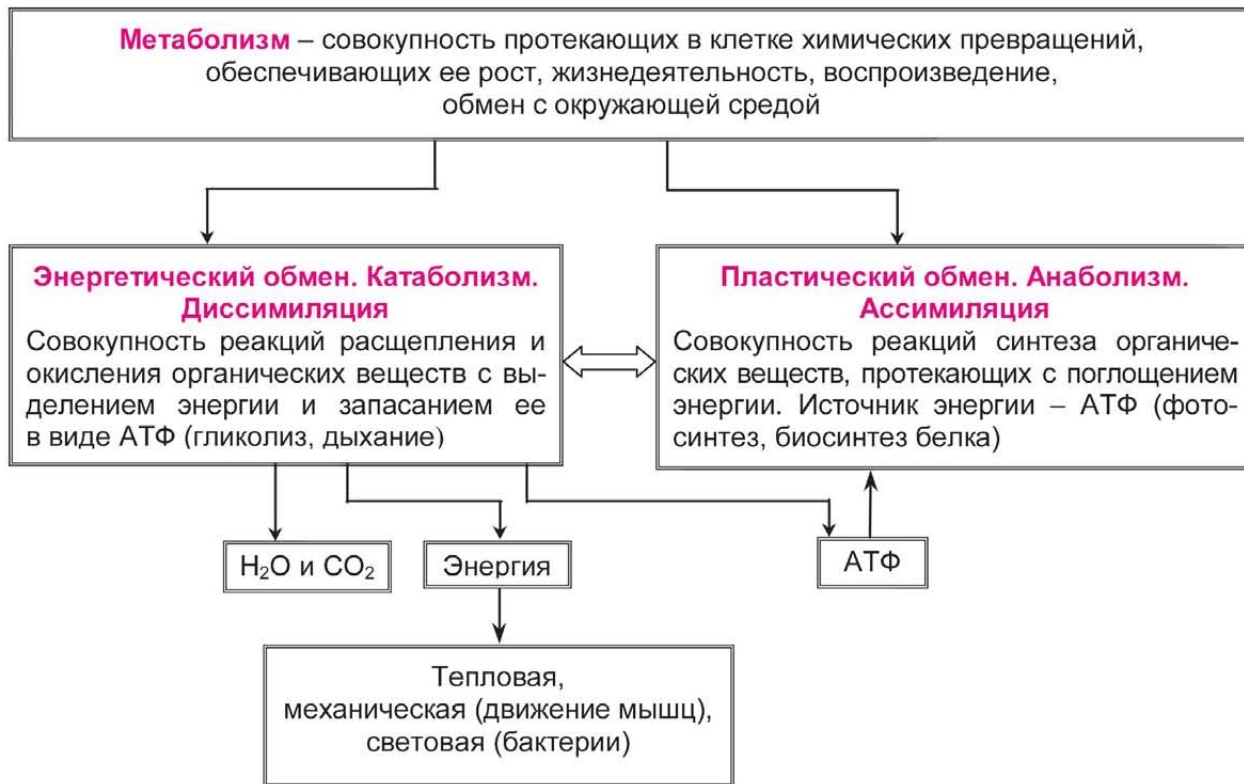 Метаболизм – совокупность протекающих в клетке химических превращений,
обеспечивающих ее рост, жизнедеятельность, воспроизведение,
обмен с окружающей средой
Энергетический обмен. Катаболизм.
Диссимиляция
Совокупность реакций расщепления и
окисления органических веществ с вы-
делением энергии и запасанием ее
в виде АТФ (гликолиз, дыхание)
Пластический обмен. Анаболизм.
Ассимиляция
Совокупность реакций синтеза органиче-
ских веществ, протекающих с поглощением
энергии. Источник энергии – АТФ (фото-
синтез, биосинтез белка)
H₂O и CO₂
Энергия
АТФ
Тепловая,
механическая (движение мышц),
световая (бактерии)